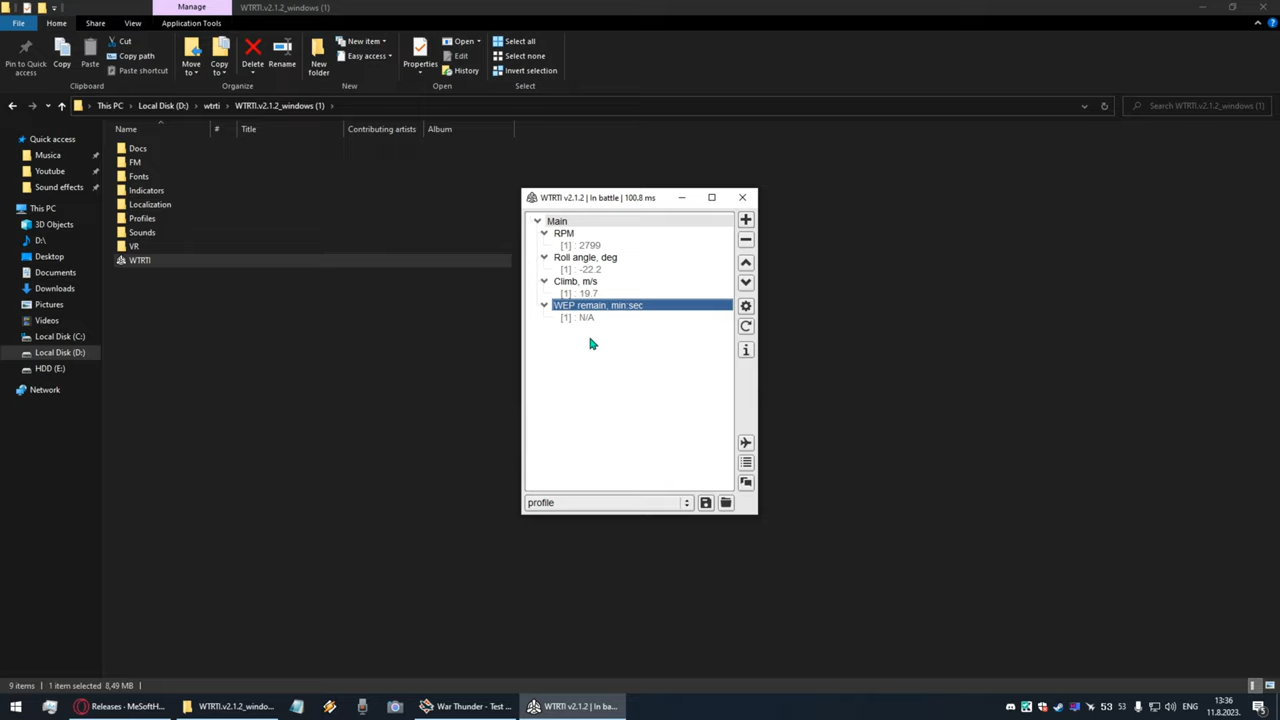 Manage
WTRTI.v2.1.2_windows (1)
File
Home
Share
View
Application Tools
Pin to Quick
access
Copy
Paste
Cut
Copy path
Paste shortcut
Clipboard
Move
to
Copy
to
Delete
Rename
Organize
New
folder
New item
Easy access
New
Properties
Open
Edit
History
Open
Select all
Select none
Invert selection
Select
This PC
Local Disk (D:)
wtrti
WTRTI.v2.1.2_windows (1)
Search WTRTI.v2.1.2_windows (1)
Name
#
Title
Contributing artists
Album
Quick access
Musica
Youtube
Sound effects
This PC
3D Objects
D:\
Desktop
Documents
Downloads
Pictures
Music
Videos
Local Disk (C:)
Local Disk (D:)
HDD (E:)
Network
Docs
FM
Fonts
Indicators
Localization
Profiles
Sounds
VR
WTRTI
WTRTI v2.1.2 | In battle | 100.8 ms
Main
RPM
[1] : 2799
Roll angle, deg
[1] : -22.2
Climb, m/s
[1] : 19.7
WEP remain, min:sec
[1] : N/A
profile
9 items
1 item selected 8,49 MB
Releases - MeSoftH...
WTRTI.v2.1.2_windo...
War Thunder - Test ...
WTRTI v2.1.2 | In ba...
53
53
ENG
13:36
11.8.2023.